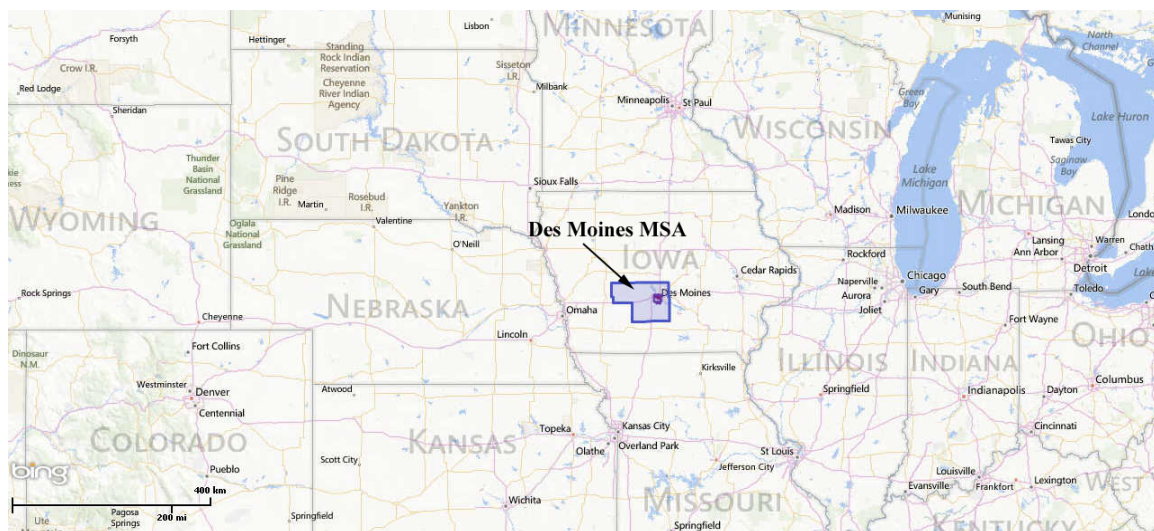 MINNESOTA
Munising
Hettinger
Lisbon
Forsyth
Standing
Rock Indian
Reservation
Cheyenne
River Indian
Agency
Sisseton
I.R.
North
Channel
Crow I.R.
Red Lodge
Milbank
Green
Bay
Sheridan
Minneapolis
St Paul
Lake Huron
SOUTH DAKOTA
WISCONSIN
Tawas City
Thunder
Basin
National
Grassland
Lake
Michigan
Saginaw
Bay
Pine
Ridge
I.R.
Rosebud
I.R.
Martin
Sioux Falls
Yankton
I.R.
WYOMING
Valentine
Madison
Milwaukee
MICHIGAN
London
Oglala
National
Grassland
Des Moines MSA
O'Neill
IOWA
Rockford
Lansing
Ann Arbor
Warren
Chath
Detroit
Cedar Rapids
Naperville
Aurora
Joliet
Chicago
Gary
South Bend
Toledo
Lake
Rock Springs
NEBRASKA
Des Moines
Omaha
Cheyenne
Lincoln
Fort Wayne
OHIO
Dinosaur
N.M.
Fort Collins
ILLINOIS
INDIANA
Kirksville
Westminster
Denver
Centennial
Atwood
Springfield
Indianapolis
Dayton
Columbus
COLORADO
KANSAS
Topeka
Kansas City
Overland Park
Olathe
Cincinnati
bing
Pueblo
Scott City
Jefferson City
St Louis
Louisville
Evansville
Frankfort
Lexington
WEST
400 km
200 mi
Wichita
MISSOURI
Ute
Pagosa
Springs
Springfield
Springfield
KENTUCKY